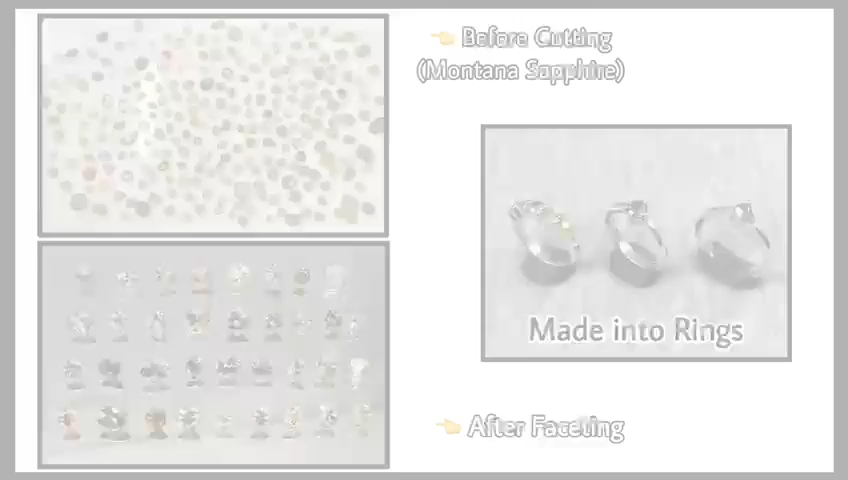 👈 Before Cutting
(Montana Sapphire)
Made into Rings
👈 After Faceting